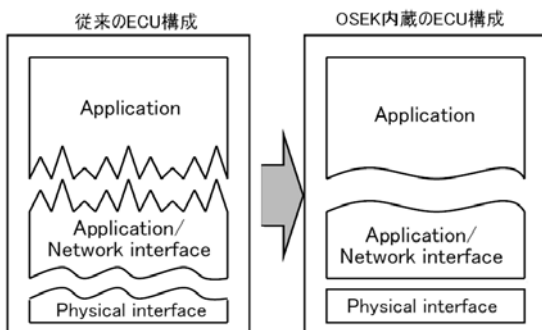 従来のECU構成
Application
Application/
Network interface
Physical interface
OSEK内蔵のECU構成
Application
Application/
Network interface
Physical interface